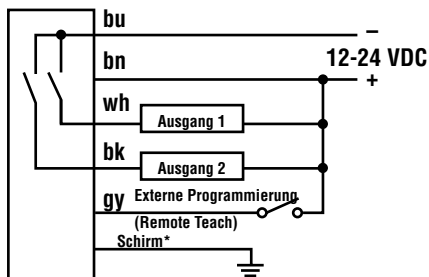 bu
–
12-24 VDC
bn
+
wh
Ausgang 1
bk
Ausgang 2
gy
Externe Programmierung
(Remote Teach)
Schirm*